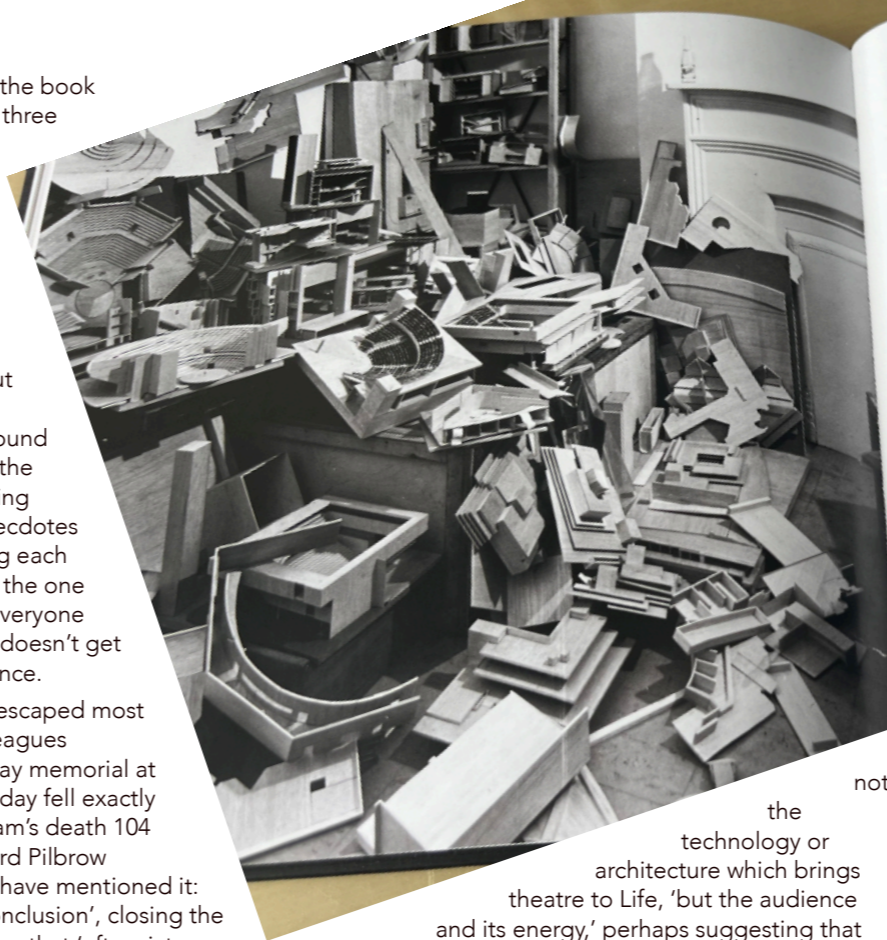 the book
three
ut
ound
the
ing
ecdotes
g each
the one
veryone
doesn’t get
nce.
escaped most
eagues
ay memorial at
day fell exactly
am’s death 104
rd Pilbrow
have mentioned it:
onclusion’, closing the
not
the
technology or
architecture which brings
theatre to Life, ‘but the audience
and its energy,’ perhaps suggesting that